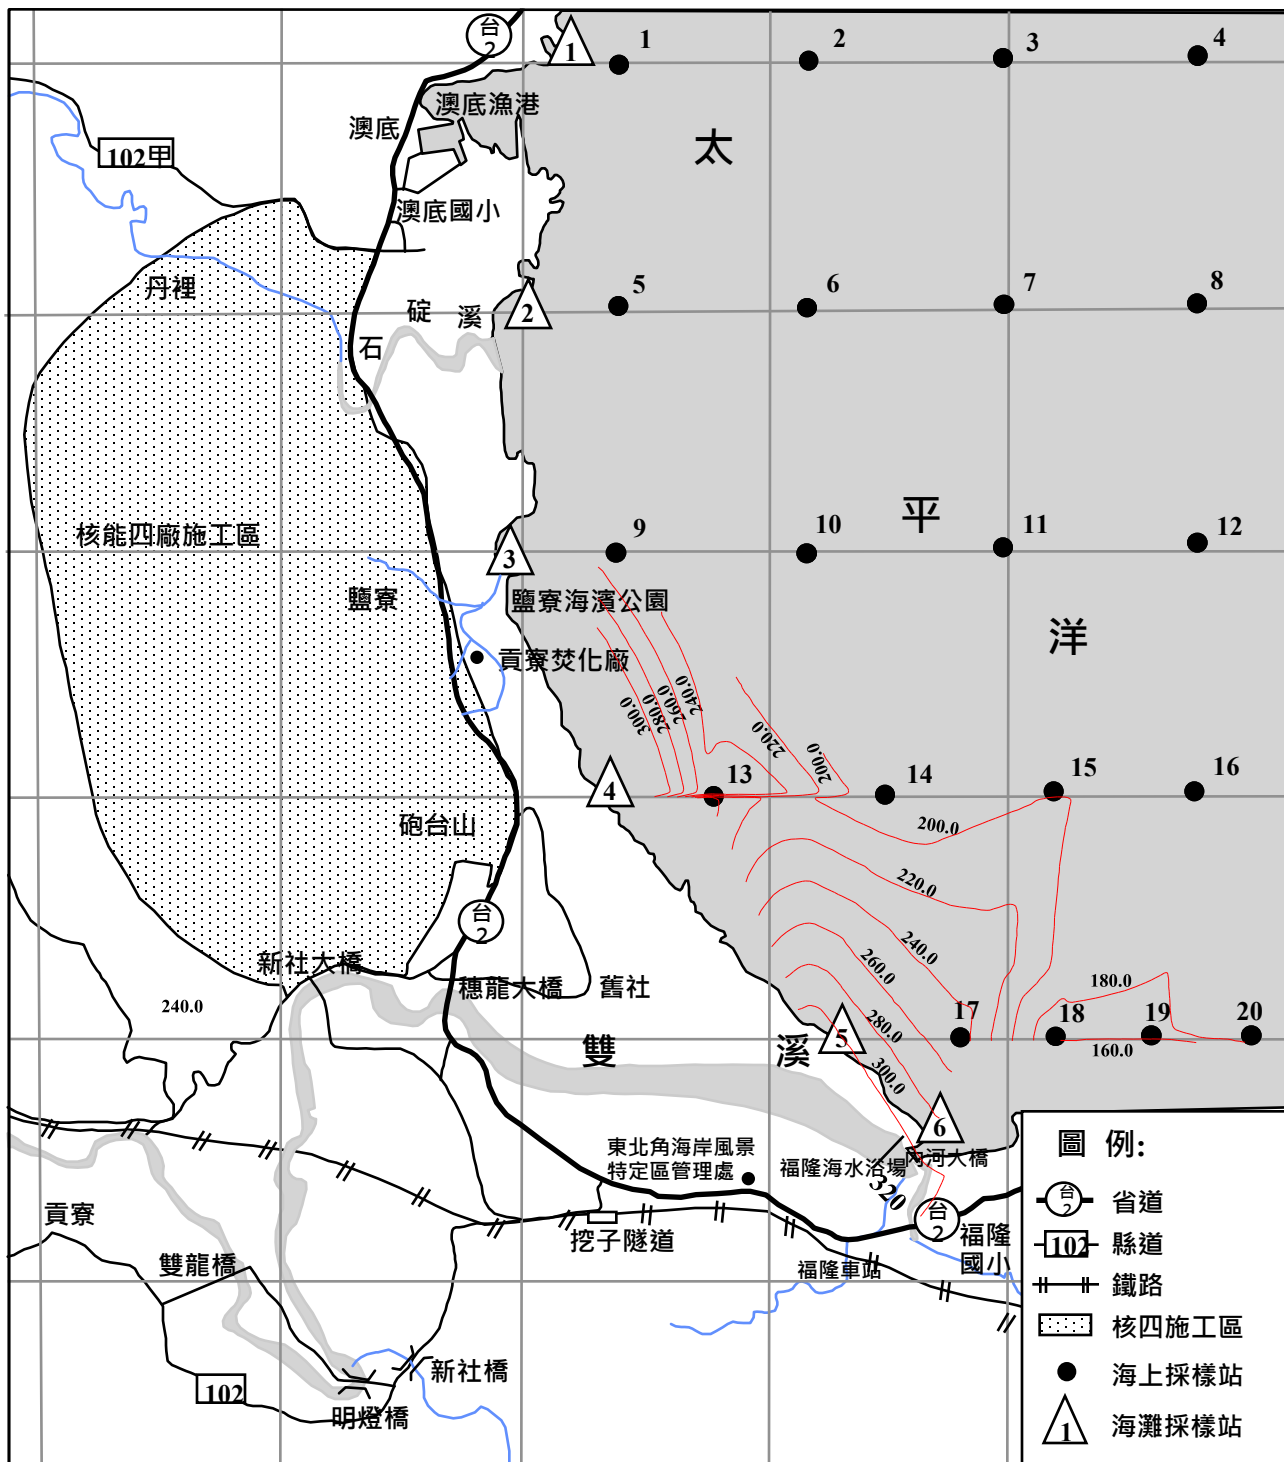 台
2
1
1
2
3
4
澳底漁港
澳底
太
102甲
澳底國小
丹裡
5
6
7
8
碇
溪
2
石
平
9
10
11
12
核能四廠施工區
3
鹽寮
鹽寮海濱公園
洋
貢寮焚化廠
300.0
280.0
260.0
240.0
220.0
200.0
13
14
15
16
4
砲台山
200.0
220.0
台
2
240.0
260.0
新社大橋
穗龍大橋
舊社
180.0
240.0
280.0
17
18
19
20
雙
溪
5
160.0
300.0
6
東北角海岸風景
特定區管理處
福隆海水浴場
內河大橋
320
貢寮
挖子隧道
台
2
福隆
國小
雙龍橋
福隆車站
新社橋
102
明燈橋
圖 例:
台
2
省道
102
縣道
鐵路
核四施工區
海上採樣站
1
海灘採樣站